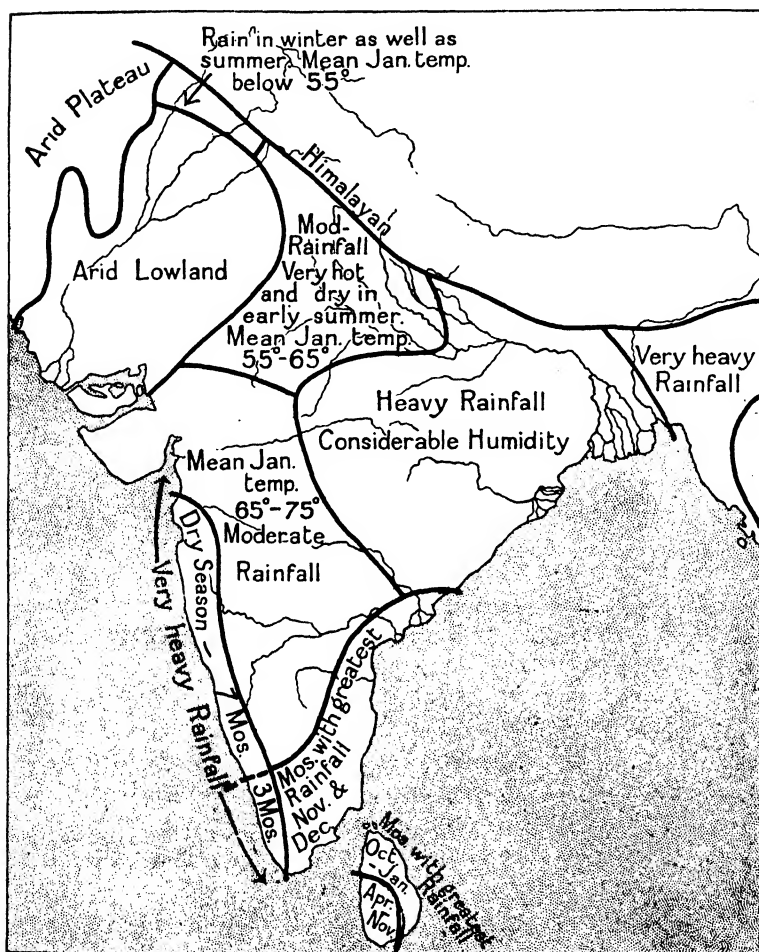 Rain in winter as well as
summer. Mean Jan. temp.
below 55°
Arid Plateau
Himalayan
Arid Lowland
Mod-
Rainfall
Very hot
and dry in
early summer.
Mean Jan. temp.
55°-65°
Very heavy
Rainfall
Heavy Rainfall
Considerable Humidity
Mean Jan.
temp.
65°-75°
Moderate
Rainfall
Dry Season - 7 Mos.
Very heavy Rainfall
3 Mos.
Mos. with greatest
Rainfall
Nov. &
Dec.
Mos. with greatest
Rainfall
Oct.
-Jan.
Apr.
Nov.